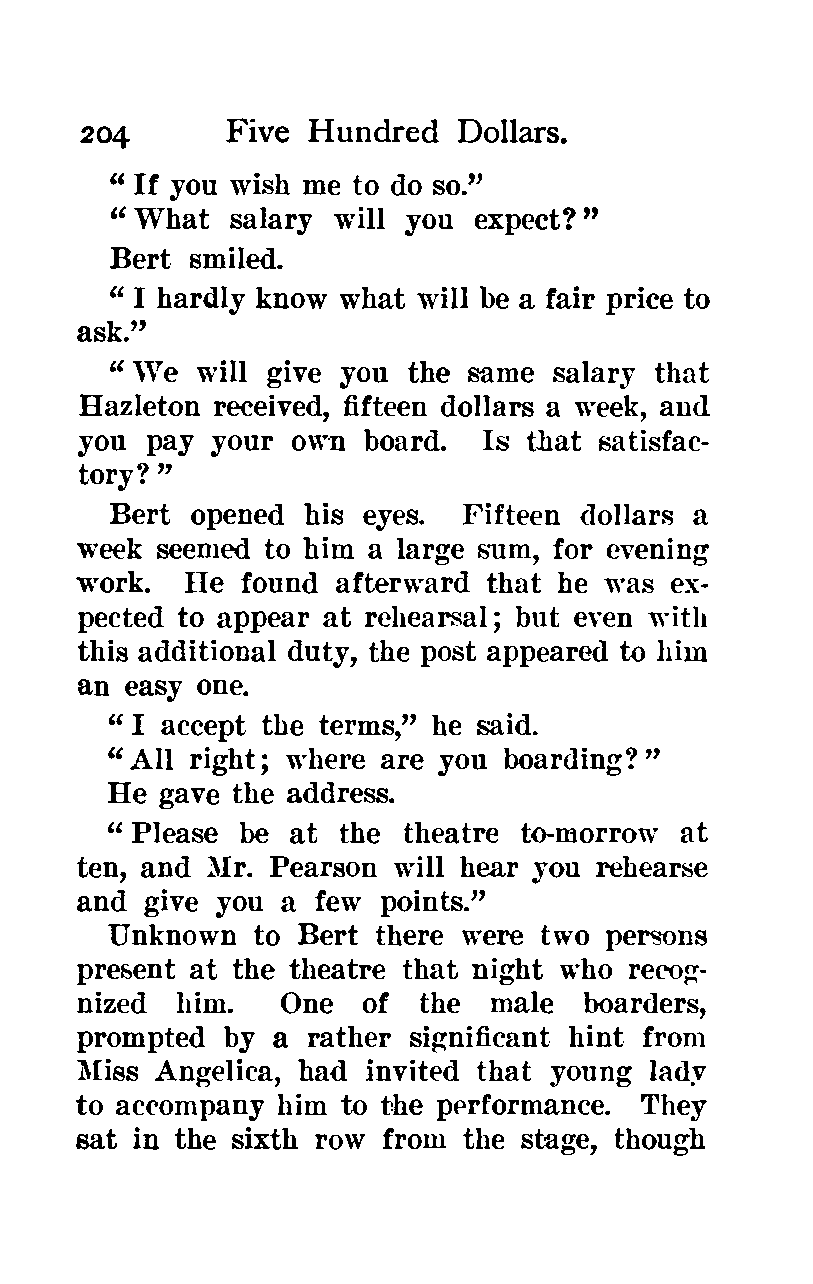 204 Five Hundred Dollars.
“ If you wish me to do so.”
“ What salary will you expect? ”
Bert smiled.
“ I hardly know what will be a fair price to
ask.”
“ We will give you the same salary that
Hazleton received, fifteen dollars a week, and
you pay your own board. Is that satisfac-
tory? ”
Bert opened his eyes. Fifteen dollars a
week seemed to him a large sum, for evening
work. He found afterward that he was ex-
pected to appear at rehearsal; but even with
this additional duty, the post appeared to him
an easy one.
“ I accept the terms,” he said.
“ All right; where are you boarding? ”
He gave the address.
“ Please be at the theatre to-morrow at
ten, and Mr. Pearson will hear you rehearse
and give you a few points.”
Unknown to Bert there were two persons
present at the theatre that night who recog-
nized him. One of the male boarders,
prompted by a rather significant hint from
Miss Angelica, had invited that young lady
to accompany him to the performance. They
sat in the sixth row from the stage, though